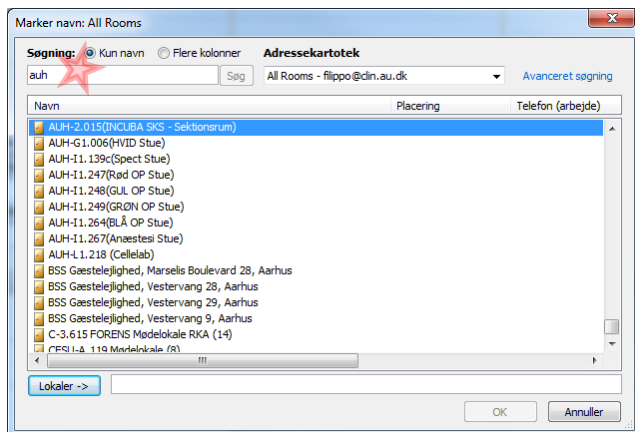 Marker navn: All Rooms
Søgning: Kun navn Flere kolonner Adressekartotek
auh Søg All Rooms - filippo@clin.au.dk Avanceret søgning
Navn Placering Telefon (arbejde)
AUH-2.015(INCUBA SKS - Sektionsrum)
AUH-G1.006(HVID Stue)
AUH-I1.139c(Spect Stue)
AUH-I1.247(Rød OP Stue)
AUH-I1.248(GUL OP Stue)
AUH-I1.249(GRØN OP Stue)
AUH-I1.264(BLÅ OP Stue)
AUH-I1.267(Anæstesi Stue)
AUH-L1.218 (Cellelab)
BSS Gæstelejlighed, Marselis Boulevard 28, Aarhus
BSS Gæstelejlighed, Vestervang 28, Aarhus
BSS Gæstelejlighed, Vestervang 29, Aarhus
BSS Gæstelejlighed, Vestervang 9, Aarhus
C-3.615 FORENS Mødelokale RKA (14)
CESU-A, 119 Mødelokale (8)
Lokaler ->
OK Annuller